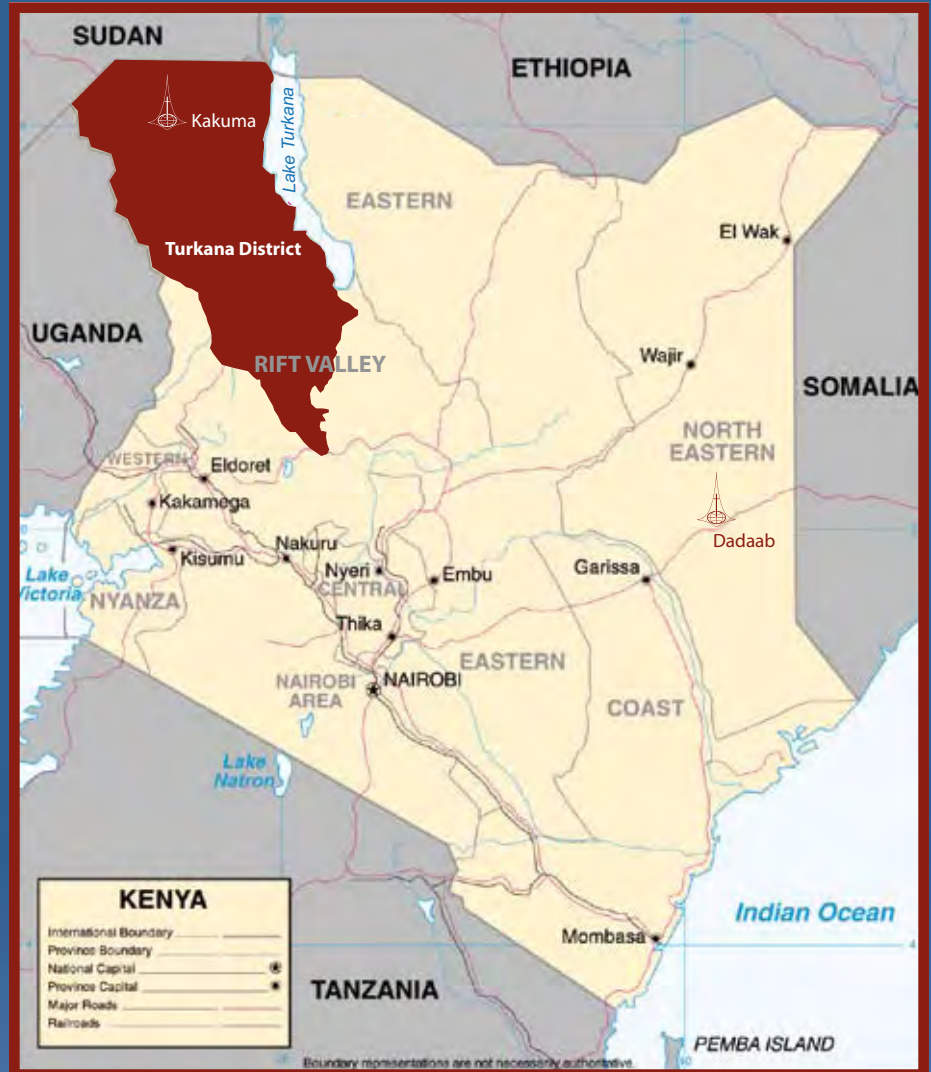 SUDAN
ETHIOPIA
Kakuma
Lake Turkana
EASTERN
El Wak
Turkana District
UGANDA
Wajir
RIFT VALLEY
SOMALIA
NORTH
EASTERN
WESTERN
Eldoret
Kakamega
Dadaab
Nakuru
Kisumu
Nyeri
Embu
Garissa
CENTRAL
Lake
Victoria
NYANZA
Thika
EASTERN
NAIROBI
AREA
NAIROBI
COAST
Lake
Natron
KENYA
International Boundary
Province Boundary
National Capital
Province Capital
Major Roads
Railroads
Indian Ocean
Mombasa
4
TANZANIA
PEMBA ISLAND
Boundary representations are not necessarily authoritative.